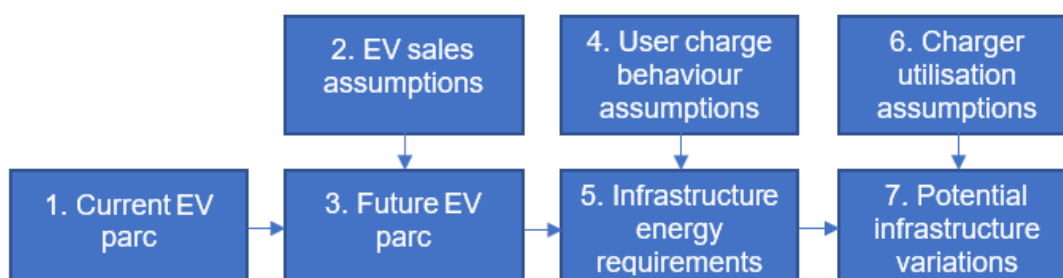 2. EV sales
assumptions
4. User charge
behaviour
assumptions
6. Charger
utilisation
assumptions
1. Current EV
parc
3. Future EV
parc
5. Infrastructure
energy
requirements
7. Potential
infrastructure
variations